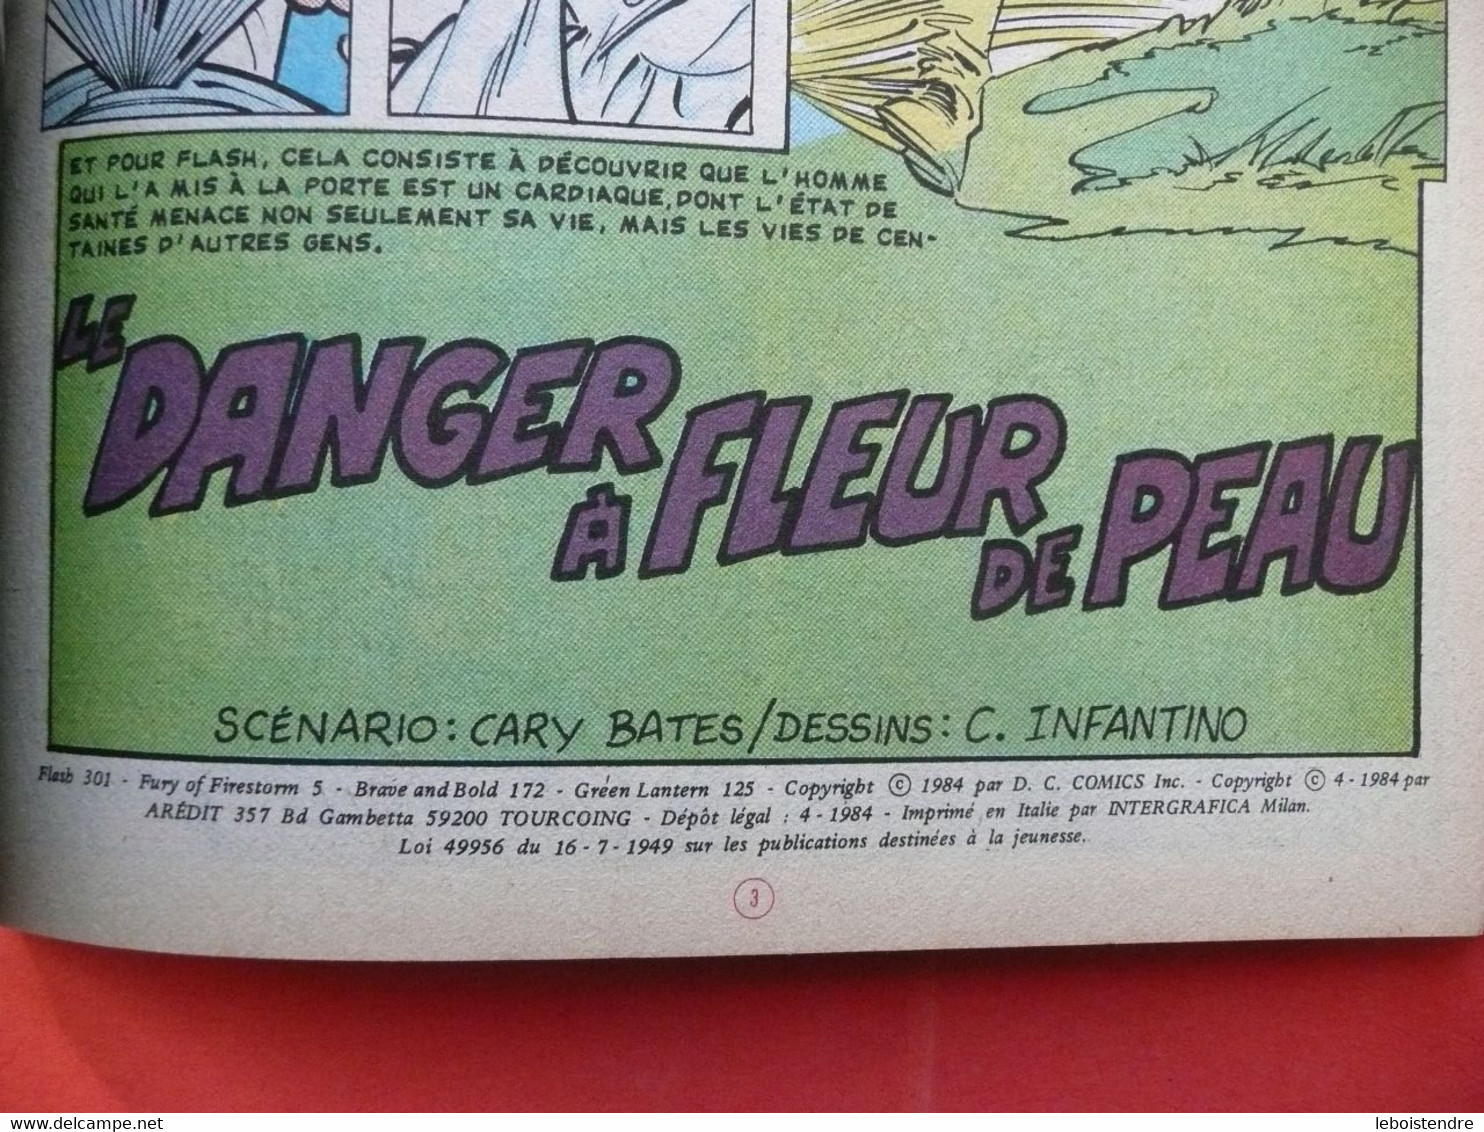 ET POUR FLASH, CELA CONSISTE À DÉCOUVRIR QUE L'HOMME
QUI L'A MIS À LA PORTE EST UN CARDIAQUE, DONT L'ÉTAT DE
SANTÉ MENACE NON SEULEMENT SA VIE, MAIS LES VIES DE CEN-
TAINES D'AUTRES GENS.
LE
DANGER
À FLEUR
DE PEAU
SCÉNARIO: CARY BATES/DESSINS: C. INFANTINO
Flash 301 - Fury of Firestorm 5 - Brave and Bold 172 - Green Lantern 125 - Copyright © 1984 par D. C. COMICS Inc. - Copyright © 4-1984 par
ARÉDIT 357 Bd Gambetta 59200 TOURCOING - Dépôt légal : 4-1984 - Imprimé en Italie par INTERGRAFICA Milan.
Loi 49956 du 16-7-1949 sur les publications destinées à la jeunesse.
3
delcampe.net
leboistendre